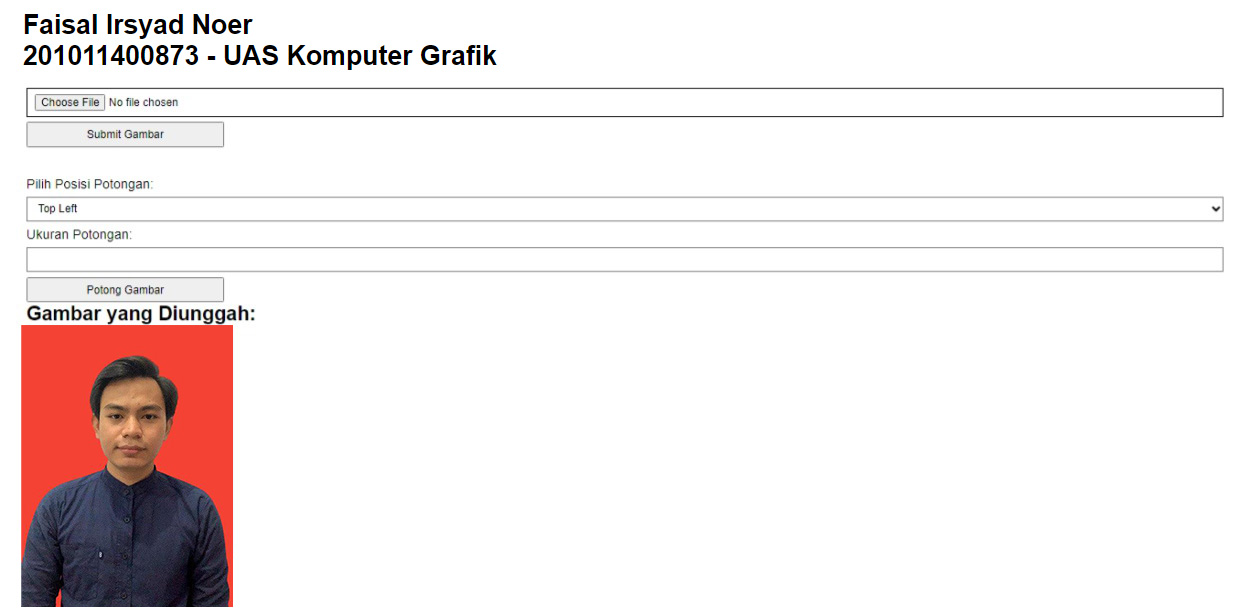 Faisal Irsyad Noer
201011400873 - UAS Komputer Grafik
Choose File No file chosen
Submit Gambar
Pilih Posisi Potongan:
Top Left
Ukuran Potongan:
Potong Gambar
Gambar yang Diunggah: